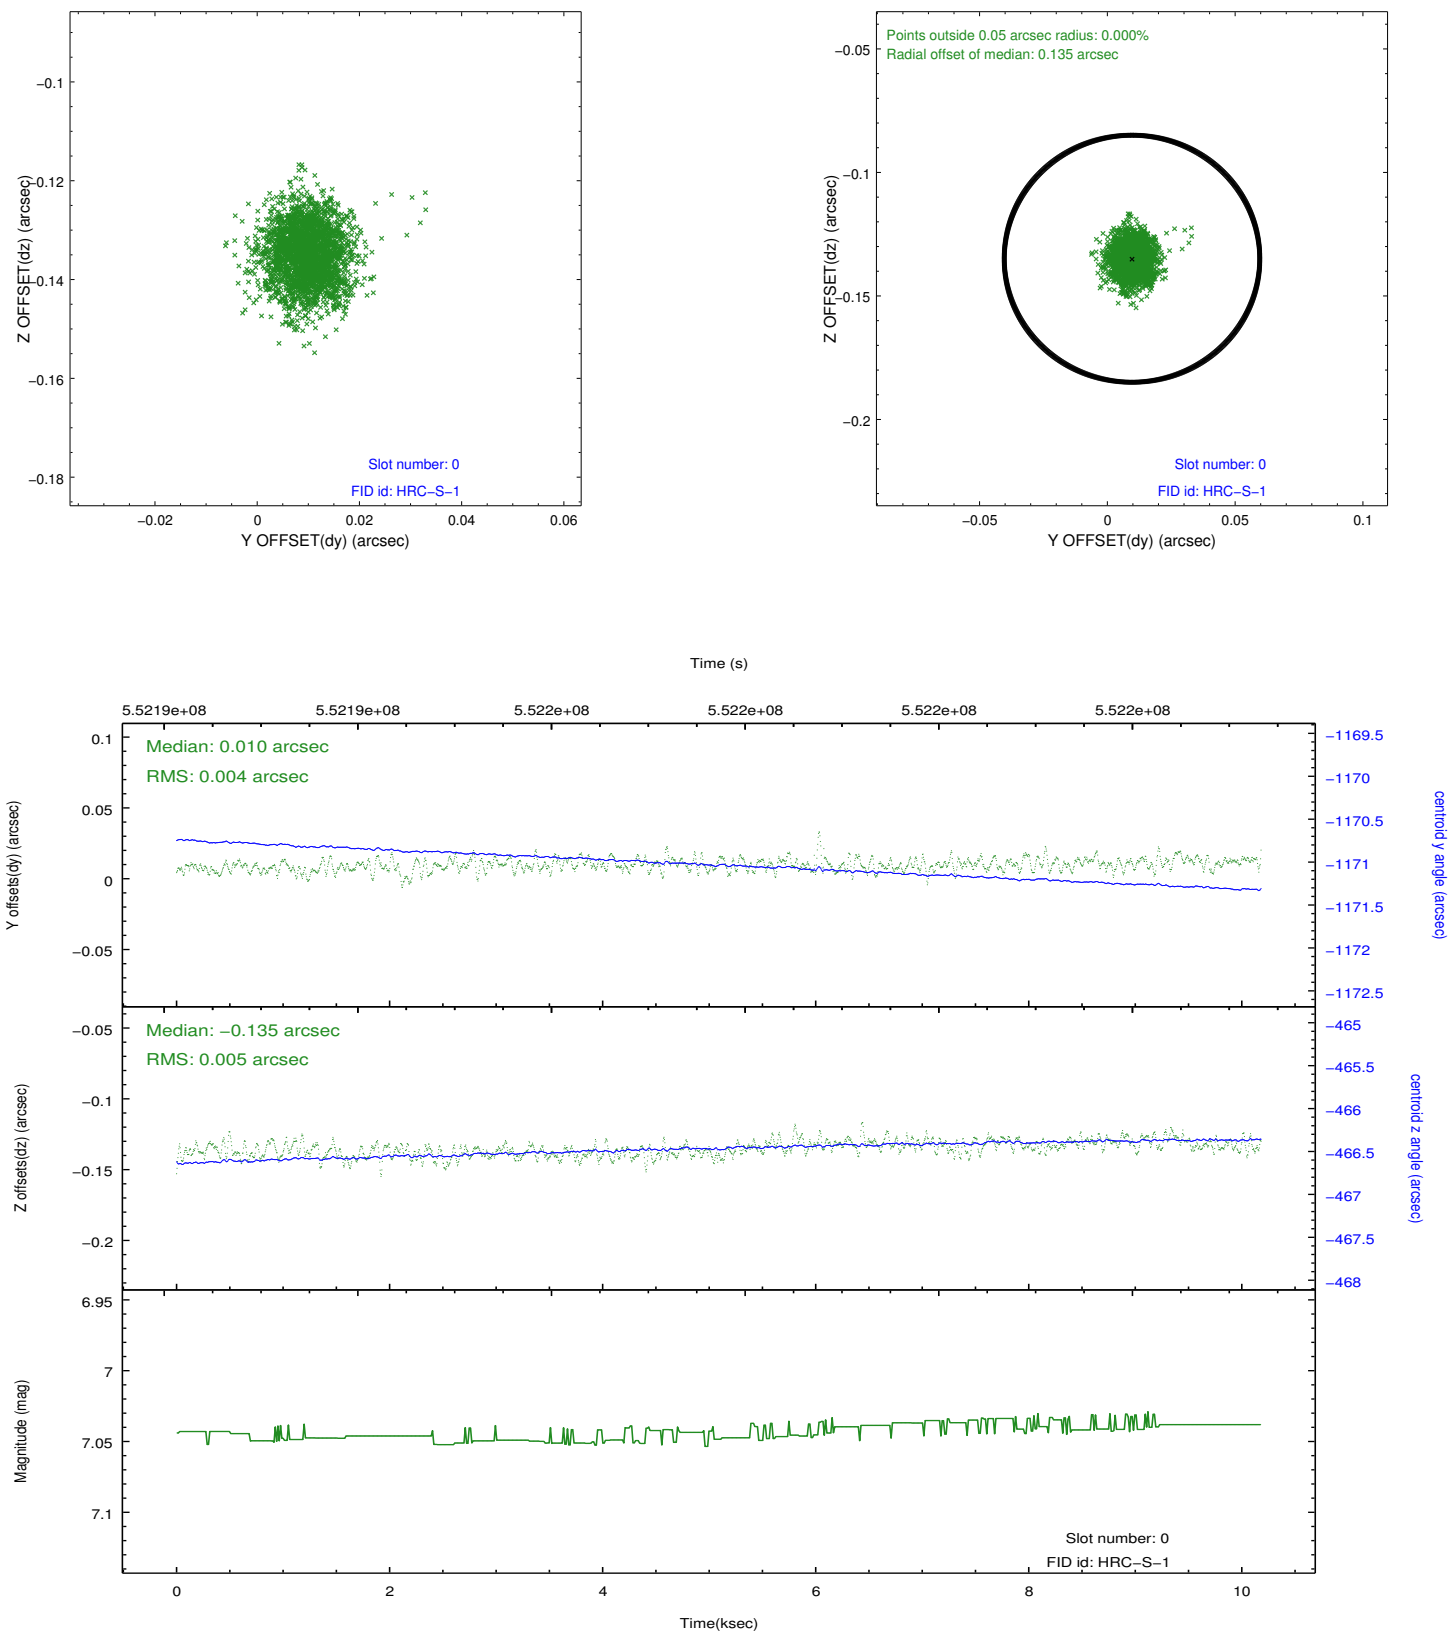 −0.1
−0.12
−0.14
−0.16
−0.18
Z OFFSET(dz) (arcsec)
Slot number: 0
FID id: HRC−S−1
−0.02 0 0.02 0.04 0.06
Y OFFSET(dy) (arcsec)
Points outside 0.05 arcsec radius: 0.000%
Radial offset of median: 0.135 arcsec
−0.05
−0.1
−0.15
−0.2
Z OFFSET(dz) (arcsec)
Slot number: 0
FID id: HRC−S−1
−0.05 0 0.05 0.1
Y OFFSET(dy) (arcsec)
Time (s)
5.5219e+08 5.5219e+08 5.522e+08 5.522e+08 5.522e+08 5.522e+08
Median: 0.010 arcsec
RMS: 0.004 arcsec
0.1
0.05
0
−0.05
Y offsets(dy) (arcsec)
−1169.5
−1170
−1170.5
−1171
−1171.5
−1172
−1172.5
centroid y angle (arcsec)
Median: −0.135 arcsec
RMS: 0.005 arcsec
−0.05
−0.1
−0.15
−0.2
Z offsets(dz) (arcsec)
−465
−465.5
−466
−466.5
−467
−467.5
−468
centroid z angle (arcsec)
6.95
7
7.05
7.1
Magnitude (mag)
Slot number: 0
FID id: HRC−S−1
0 2 4 6 8 10
Time(ksec)